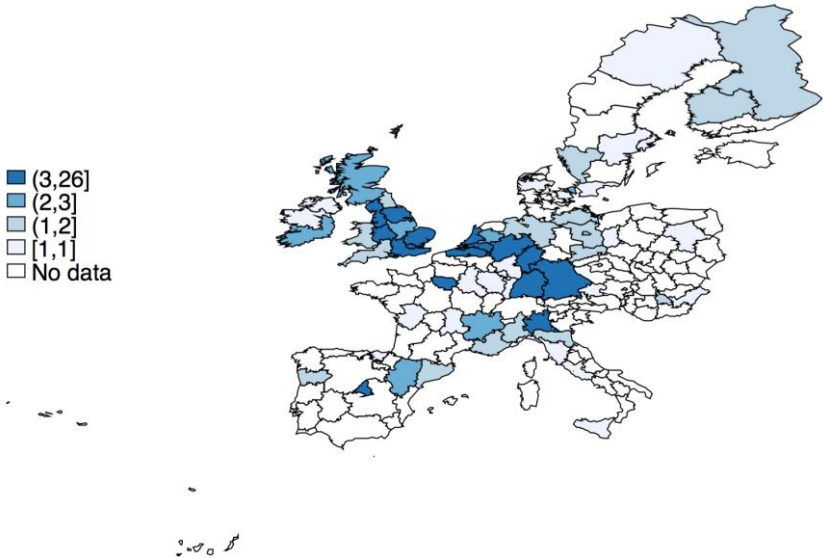 (3,26]
(2,3]
(1,2]
[1,1]
No data